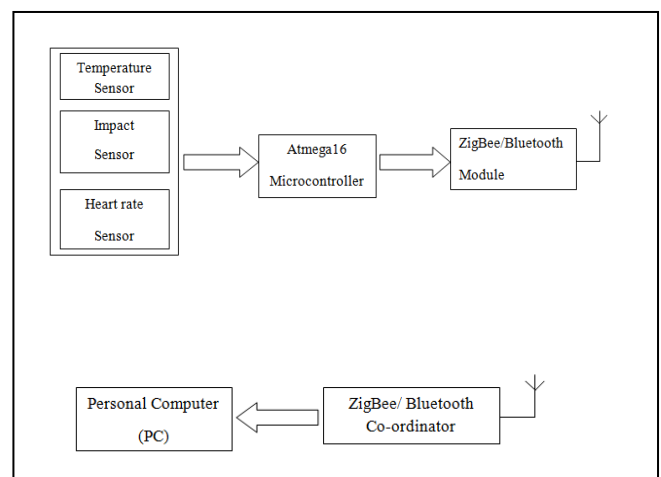 Temperature
Sensor
Impact
Sensor
Heart rate
Sensor
Atmega16
Microcontroller
ZigBee/Bluetooth
Module
Personal Computer
(PC)
ZigBee/ Bluetooth
Co-ordinator